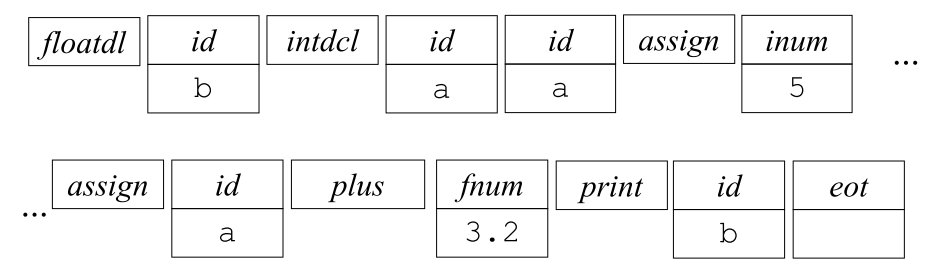 floatdl id intdcl id id assign inum
b a a 5 ...
... assign id plus fnum print id eot
a 3.2 b